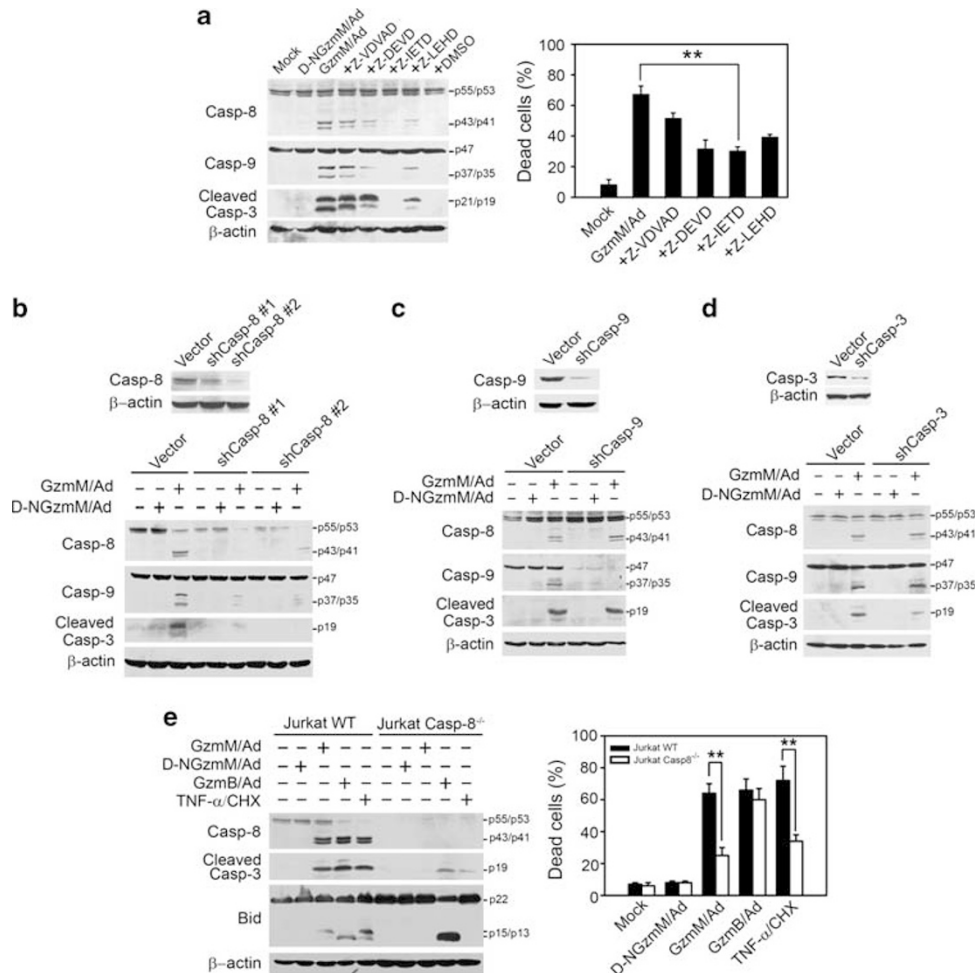 a
Mock
D-NGzmM/Ad
GzmM/Ad
+Z-VDVAD
+Z-DEVD
+Z-IETD
+Z-LEHD
+DMSO
Casp-8
p55/p53
p43/p41
Casp-9
p47
p37/p35
Cleaved
Casp-3
p21/p19
β-actin
Dead cells (%)
100
80
60
40
20
0
**
Mock
GzmM/Ad
+Z-VDVAD
+Z-DEVD
+Z-IETD
+Z-LEHD
b
Vector
shCasp-8 #1
shCasp-8 #2
Casp-8
β-actin
Vector
shCasp-8 #1
shCasp-8 #2
GzmM/Ad – – + – – + – – +
D-NGzmM/Ad – + – – + – – + –
Casp-8
p55/p53
p43/p41
Casp-9
p47
p37/p35
Cleaved
Casp-3
p19
β-actin
c
Vector
shCasp-9
Casp-9
β-actin
Vector
shCasp-9
GzmM/Ad – – + – – +
D-NGzmM/Ad – + – – + –
Casp-8
p55/p53
p43/p41
Casp-9
p47
p37/p35
Cleaved
Casp-3
p19
β-actin
d
Vector
shCasp-3
Casp-3
β-actin
Vector
shCasp-3
GzmM/Ad – – + – – +
D-NGzmM/Ad – + – – + –
Casp-8
p55/p53
p43/p41
Casp-9
p47
p37/p35
Cleaved
Casp-3
p19
β-actin
e
Jurkat WT Jurkat Casp-8-/-
GzmM/Ad – – + – – – – + – –
D-NGzmM/Ad – + – – – – + – – –
GzmB/Ad – – – + – – – – + –
TNF-α/CHX – – – – + – – – – +
Casp-8
p55/p53
p43/p41
Cleaved
Casp-3
p19
Bid
p22
p15/p13
β-actin
Dead cells (%)
100
80
60
40
20
0
Jurkat WT
Jurkat Casp8-/-
**
**
Mock
D-NGzmM/Ad
GzmM/Ad
GzmB/Ad
TNF-α/CHX